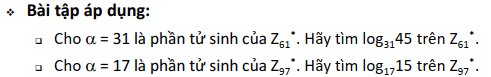 ❖ Bài tập áp dụng:
❑ Cho α = 31 là phần tử sinh của Z₆₁*. Hãy tìm log₃₁45 trên Z₆₁*.
❑ Cho α = 17 là phần tử sinh của Z₉₇*. Hãy tìm log₁₇15 trên Z₉₇*.